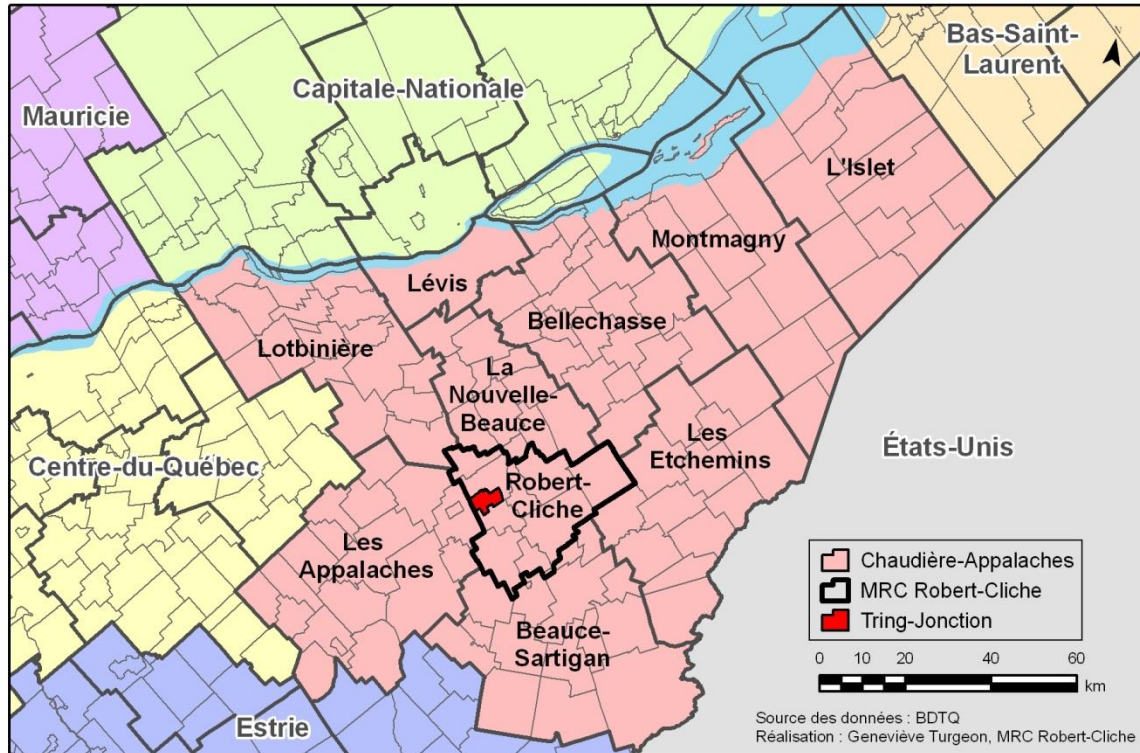 Bas-Saint-
Laurent
N
Capitale-Nationale
Mauricie
L'Islet
Montmagny
Lévis
Bellechasse
Lotbinière
La
Nouvelle-
Beauce
Les
Etchemins
États-Unis
Centre-du-Québec
Robert-
Cliche
Les
Appalaches
Beauce-
Sartigan
Estrie
Chaudière-Appalaches
MRC Robert-Cliche
Tring-Jonction
0 10 20 40 60
km
Source des données : BDTQ
Réalisation : Geneviève Turgeon, MRC Robert-Cliche